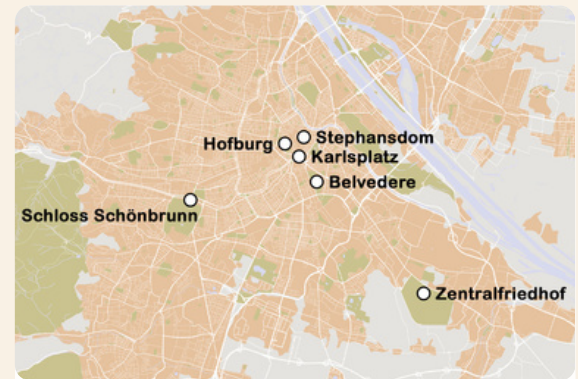 Stephansdom
Hofburg
Karlsplatz
Belvedere
Schloss Schönbrunn
Zentralfriedhof